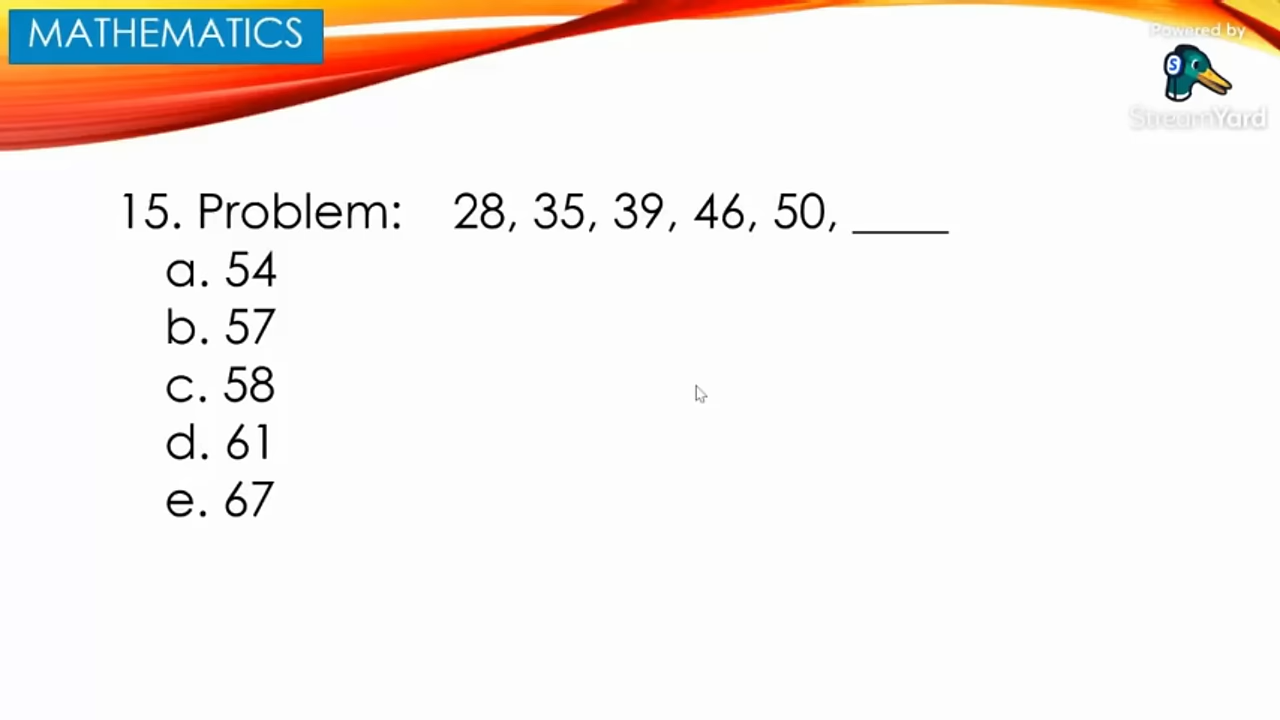 MATHEMATICS
Powered by
S
StreamYard
15. Problem: 28, 35, 39, 46, 50, ____
a. 54
b. 57
c. 58
d. 61
e. 67